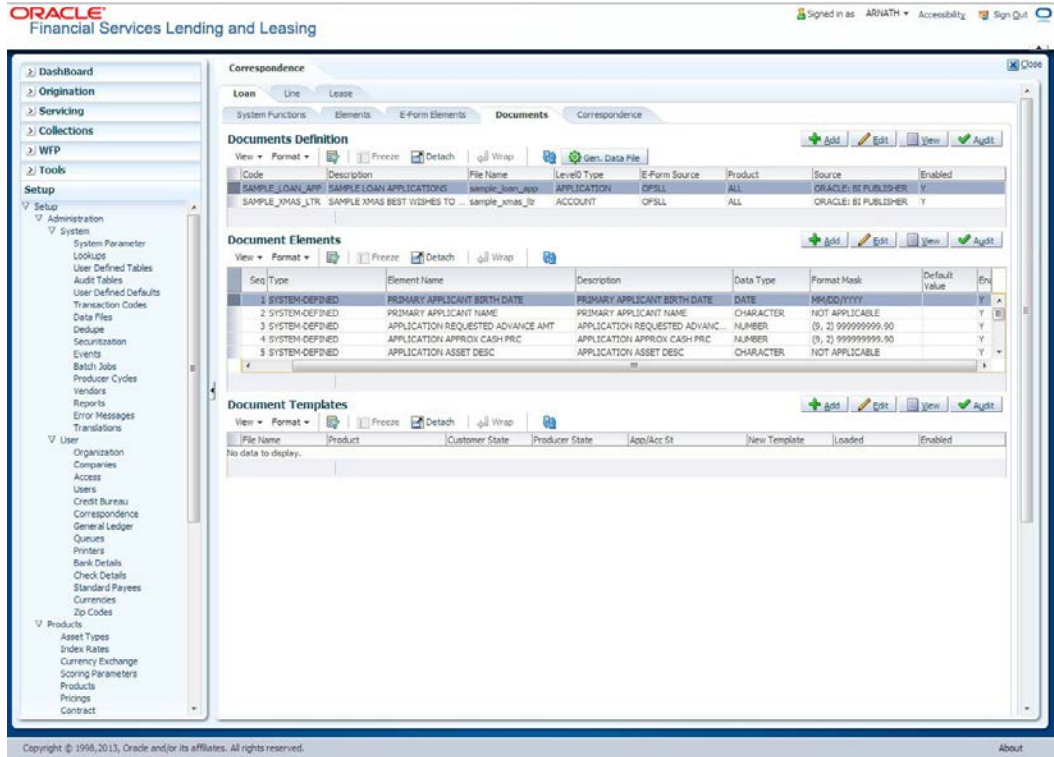 ORACLE
Financial Services Lending and Leasing
Signed in as ARNATH Accessibility Sign Out
Close
DashBoard
Origination
Servicing
Collections
WFP
Tools
Setup
Setup
Administration
System
System Parameter
Lookups
User Defined Tables
Audit Tables
User Defined Defaults
Transaction Codes
Data Files
Dedupe
Securitization
Events
Batch Jobs
Producer Cycles
Vendors
Reports
Error Messages
Translations
User
Organization
Companies
Access
Users
Credit Bureau
Correspondence
General Ledger
Queues
Printers
Bank Details
Check Details
Standard Payees
Currencies
Zip Codes
Products
Asset Types
Index Rates
Currency Exchange
Scoring Parameters
Products
Pricings
Contract
Correspondence
Loan Line Lease
System Functions Elements E-Form Elements Documents Correspondence
Documents Definition Add Edit View Audit
View Format Freeze Detach Wrap Gen. Data File
Code Description File Name Level0 Type E-Form Source Product Source Enabled
SAMPLE_LOAN_APP SAMPLE LOAN APPLICATIONS sample_loan_app APPLICATION OFSLL ALL ORACLE: BI PUBLISHER Y
SAMPLE_XMAS_LTR SAMPLE XMAS BEST WISHES TO ... sample_xmas_ltr ACCOUNT OFSLL ALL ORACLE: BI PUBLISHER Y
Document Elements Add Edit View Audit
View Format Freeze Detach Wrap
Seq Type Element Name Description Data Type Format Mask Default Value Ena
1 SYSTEM-DEFINED PRIMARY APPLICANT BIRTH DATE PRIMARY APPLICANT BIRTH DATE DATE MM/DD/YYYY Y
2 SYSTEM-DEFINED PRIMARY APPLICANT NAME PRIMARY APPLICANT NAME CHARACTER NOT APPLICABLE Y
3 SYSTEM-DEFINED APPLICATION REQUESTED ADVANCE AMT APPLICATION REQUESTED ADVANC... NUMBER (9, 2) 999999999.90 Y
4 SYSTEM-DEFINED APPLICATION APPROX CASH PRC APPLICATION APPROX CASH PRC NUMBER (9, 2) 999999999.90 Y
5 SYSTEM-DEFINED APPLICATION ASSET DESC APPLICATION ASSET DESC CHARACTER NOT APPLICABLE Y
Document Templates Add Edit View Audit
View Format Freeze Detach Wrap
File Name Product Customer State Producer State App/Acc St New Template Loaded Enabled
No data to display.
Copyright © 1998,2013, Oracle and/or its affiliates. All rights reserved. About